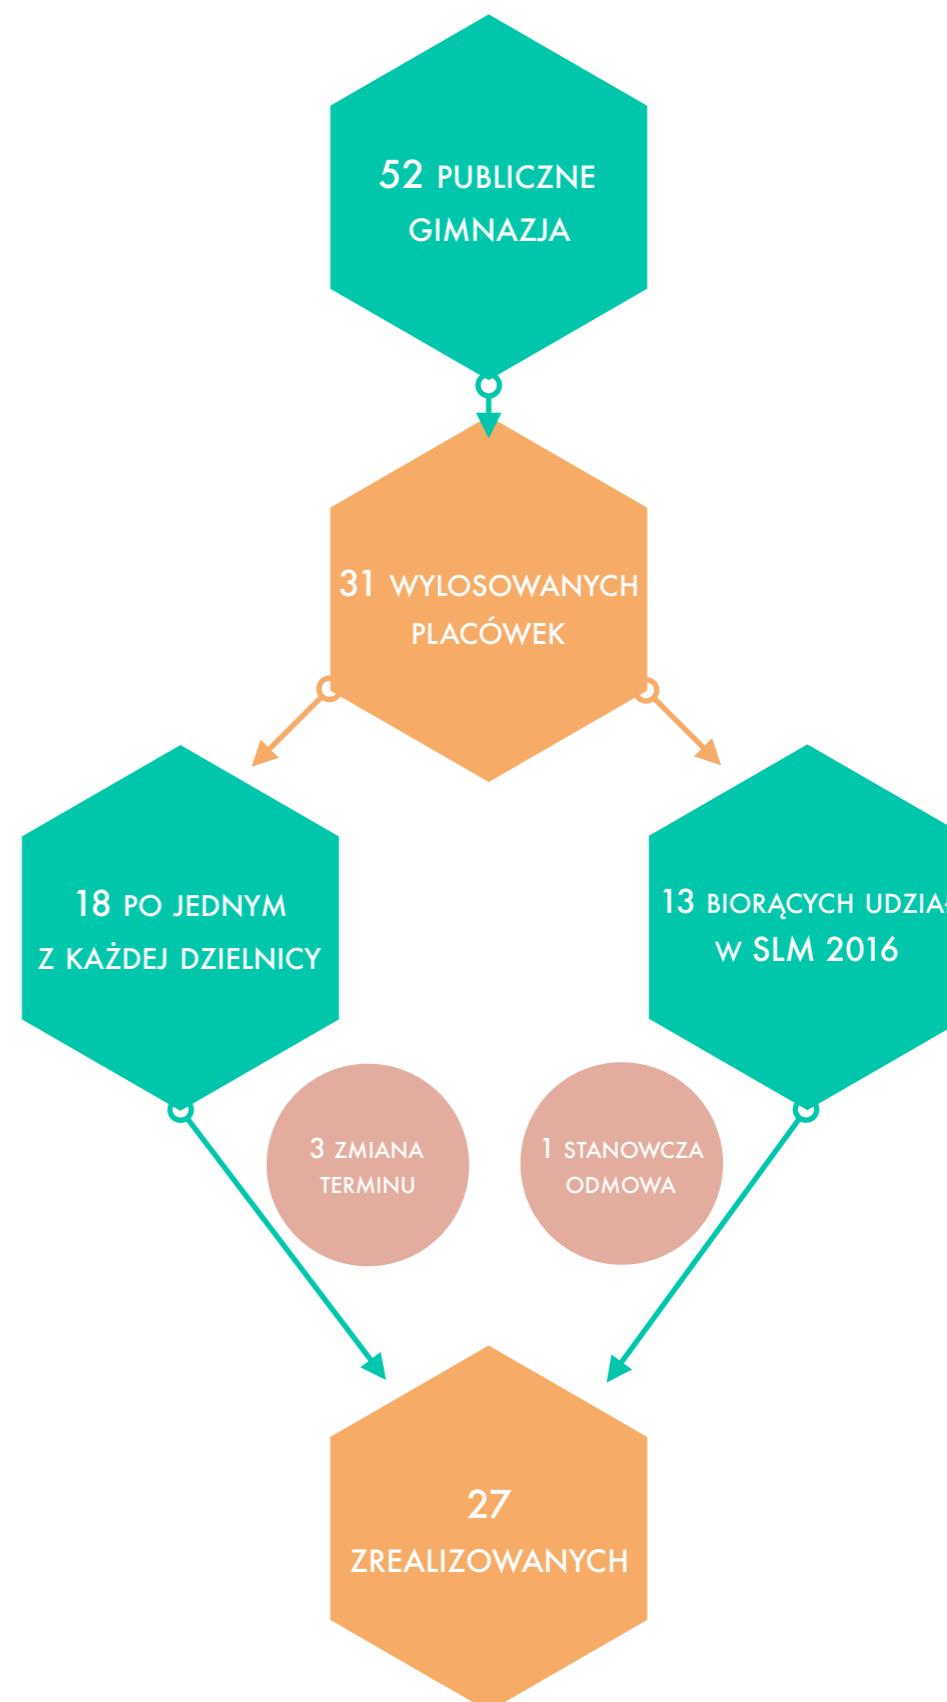 52 PUBLICZNE
GIMNAZJA
31 WYLOSOWANYCH
PLACÓWEK
18 PO JEDNYM
Z KAŻDEJ DZIELNICY
13 BIORĄCYCH UDZIAŁ
W SLM 2016
3 ZMIANA
TERMINU
1 STANOWCZA
ODMOWA
27
ZREALIZOWANYCH